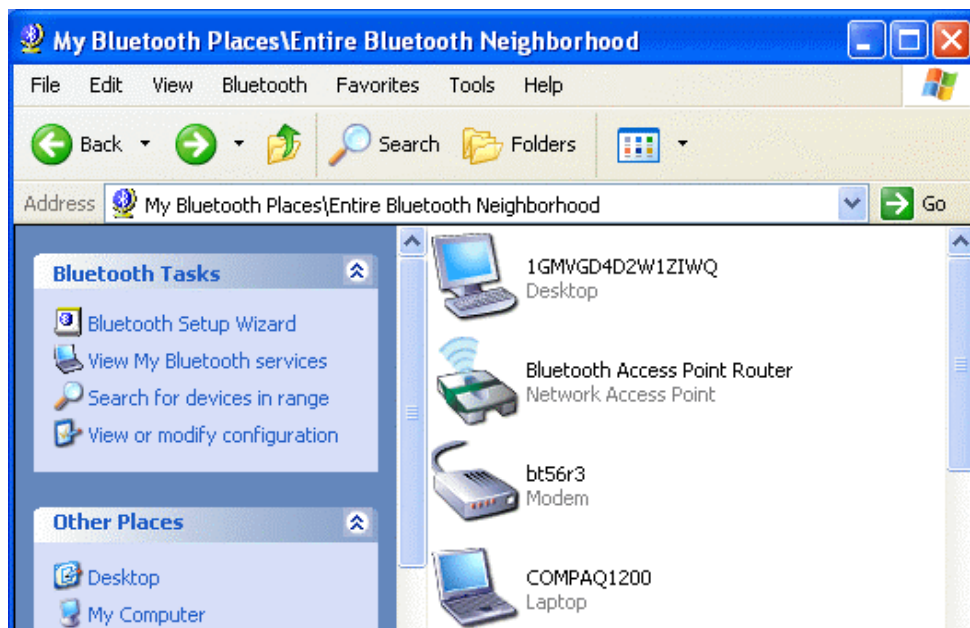 My Bluetooth Places\Entire Bluetooth Neighborhood
File Edit View Bluetooth Favorites Tools Help
Back Search Folders
Address My Bluetooth Places\Entire Bluetooth Neighborhood Go
Bluetooth Tasks
Bluetooth Setup Wizard
View My Bluetooth services
Search for devices in range
View or modify configuration
Other Places
Desktop
My Computer
1GMVGD4D2W1ZIWQ
Desktop
Bluetooth Access Point Router
Network Access Point
bt56r3
Modem
COMPAQ1200
Laptop